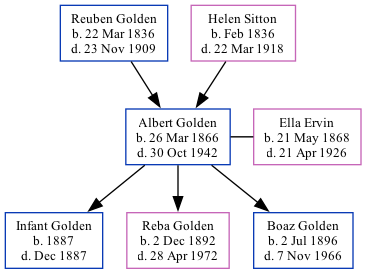 Reuben Golden
b. 22 Mar 1836
d. 23 Nov 1909
Helen Sitton
b. Feb 1836
d. 22 Mar 1918
Albert Golden
b. 26 Mar 1866
d. 30 Oct 1942
Ella Ervin
b. 21 May 1868
d. 21 Apr 1926
Infant Golden
b. 1887
d. Dec 1887
Reba Golden
b. 2 Dec 1892
d. 28 Apr 1972
Boaz Golden
b. 2 Jul 1896
d. 7 Nov 1966